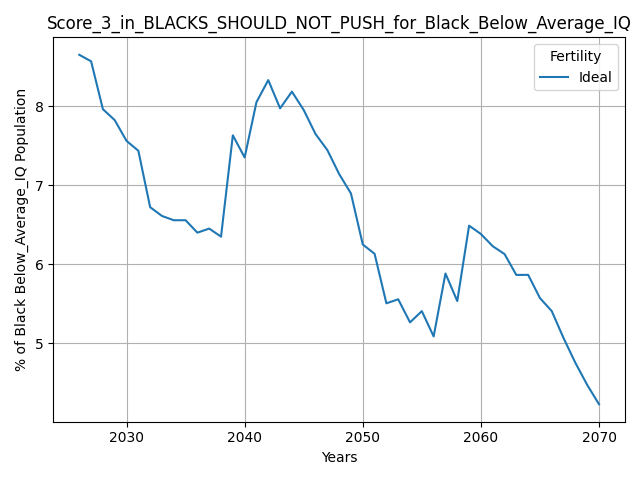 Score_3_in_BLACKS_SHOULD_NOT_PUSH_for_Black_Below_Average_IQ
Fertility
Ideal
% of Black Below_Average_IQ Population
8
7
6
5
2030 2040 2050 2060 2070
Years